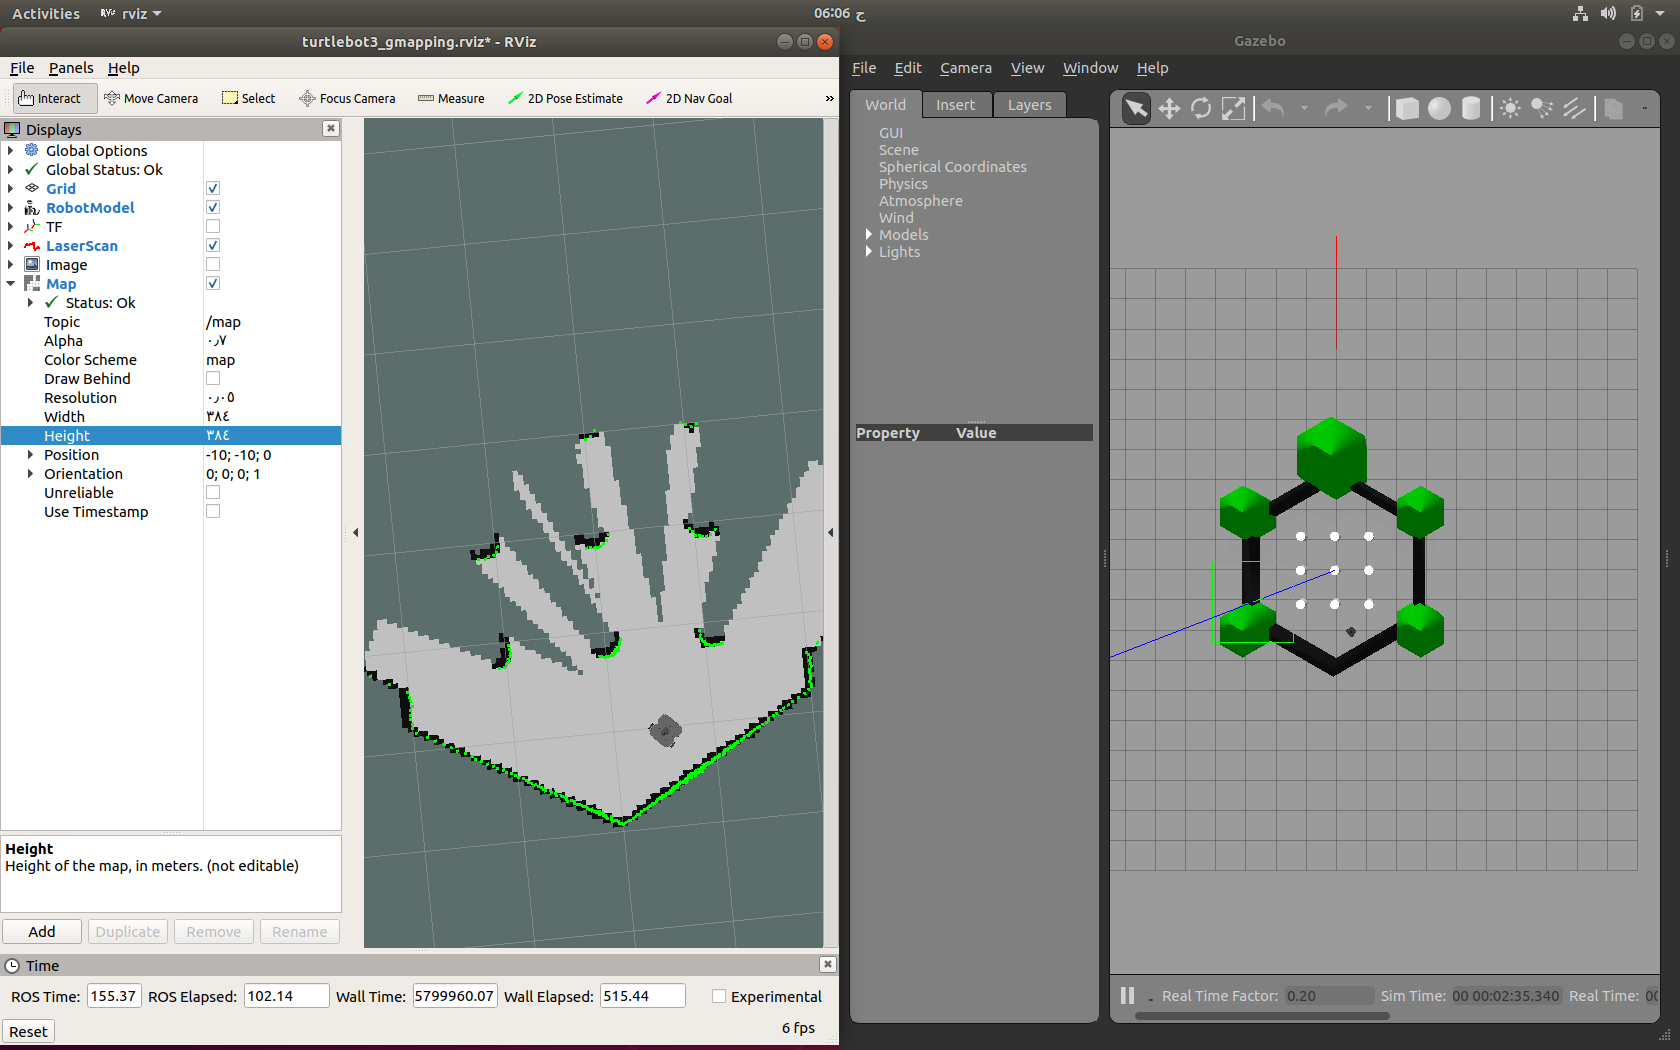 Activities
rviz
06:06 ح
turtlebot3_gmapping.rviz* - RViz
File Panels Help
Interact
Move Camera
Select
Focus Camera
Measure
2D Pose Estimate
2D Nav Goal
»
Displays
Global Options
Global Status: Ok
Grid
RobotModel
TF
LaserScan
Image
Map
Status: Ok
Topic /map
Alpha ٠٫٧
Color Scheme map
Draw Behind
Resolution ٠٫٠٥
Width ٣٨٤
Height ٣٨٤
Position -10; -10; 0
Orientation 0; 0; 0; 1
Unreliable
Use Timestamp
Height
Height of the map, in meters. (not editable)
Add Duplicate Remove Rename
Time
ROS Time: 155.37 ROS Elapsed: 102.14 Wall Time: 5799960.07 Wall Elapsed: 515.44 Experimental
Reset
6 fps
Gazebo
File Edit Camera View Window Help
World Insert Layers
GUI
Scene
Spherical Coordinates
Physics
Atmosphere
Wind
Models
Lights
Property Value
Real Time Factor: 0.20 Sim Time: 00 00:02:35.340 Real Time: